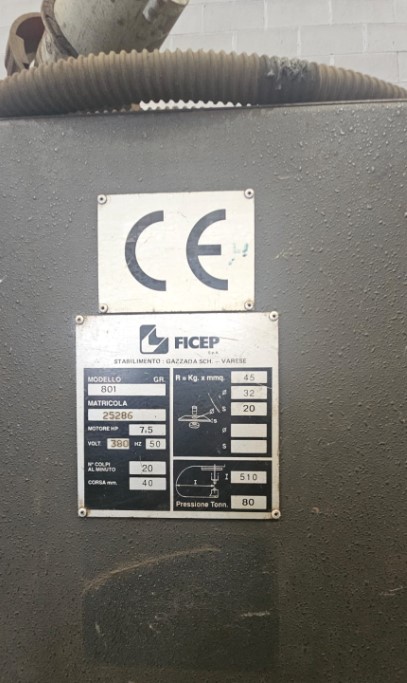 CE
FICEP
S.p.A.
STABILIMENTO : GAZZADA SCH. - VARESE
MODELLO GR.
801
MATRICOLA
25286
MOTORE HP 7.5
VOLT. 380 HZ 50
N° COLPI AL MINUTO 20
CORSA mm. 40
R = Kg. x mmq. 45
Ø 32
S 20
Ø
S
I 510
Pressione Tonn. 80